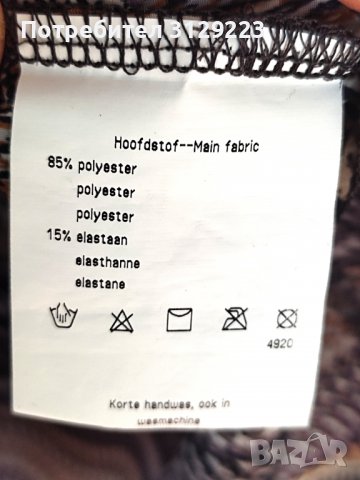 Потребител 3129223
Hoofdstof--Main fabric
85% polyester
polyester
polyester
15% elastaan
elasthanne
elastane
4920
Korte handwas, ook in
wasmachine
BAZAR